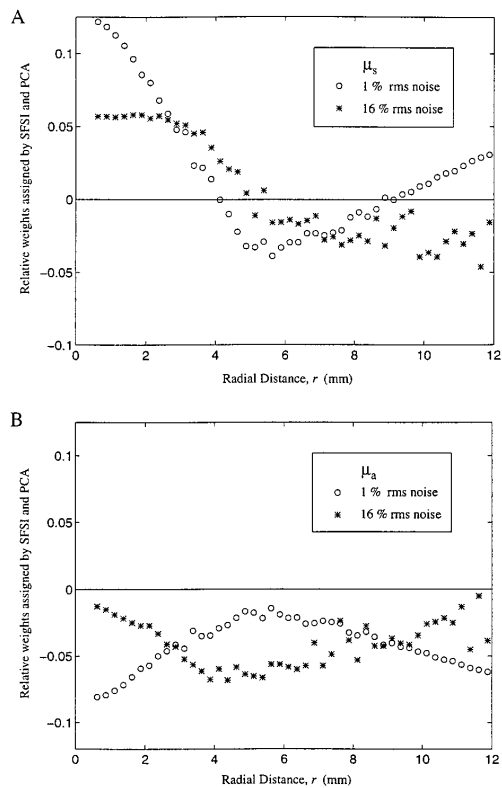 A
Relative weights assigned by SFSI and PCA
0.1
0.05
0
−0.05
−0.1
μs
1 % rms noise
16 % rms noise
0
2
4
6
8
10
12
Radial Distance, r (mm)
B
Relative weights assigned by SFSI and PCA
0.1
0.05
0
−0.05
−0.1
μa
1 % rms noise
16 % rms noise
0
2
4
6
8
10
12
Radial Distance, r (mm)